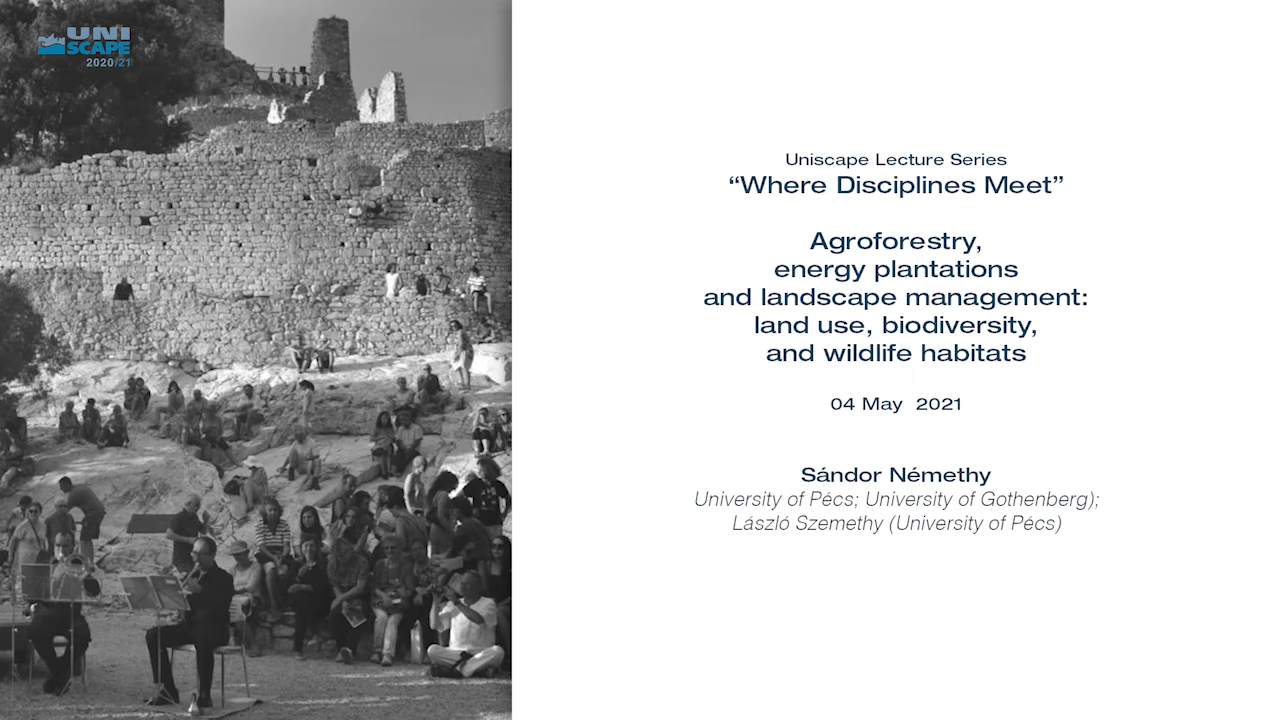 UNI
SCAPE
2020/21
Uniscape Lecture Series
“Where Disciplines Meet”
Agroforestry,
energy plantations
and landscape management:
land use, biodiversity,
and wildlife habitats
04 May 2021
Sándor Némethy
University of Pécs; University of Gothenberg);
László Szemethy (University of Pécs)